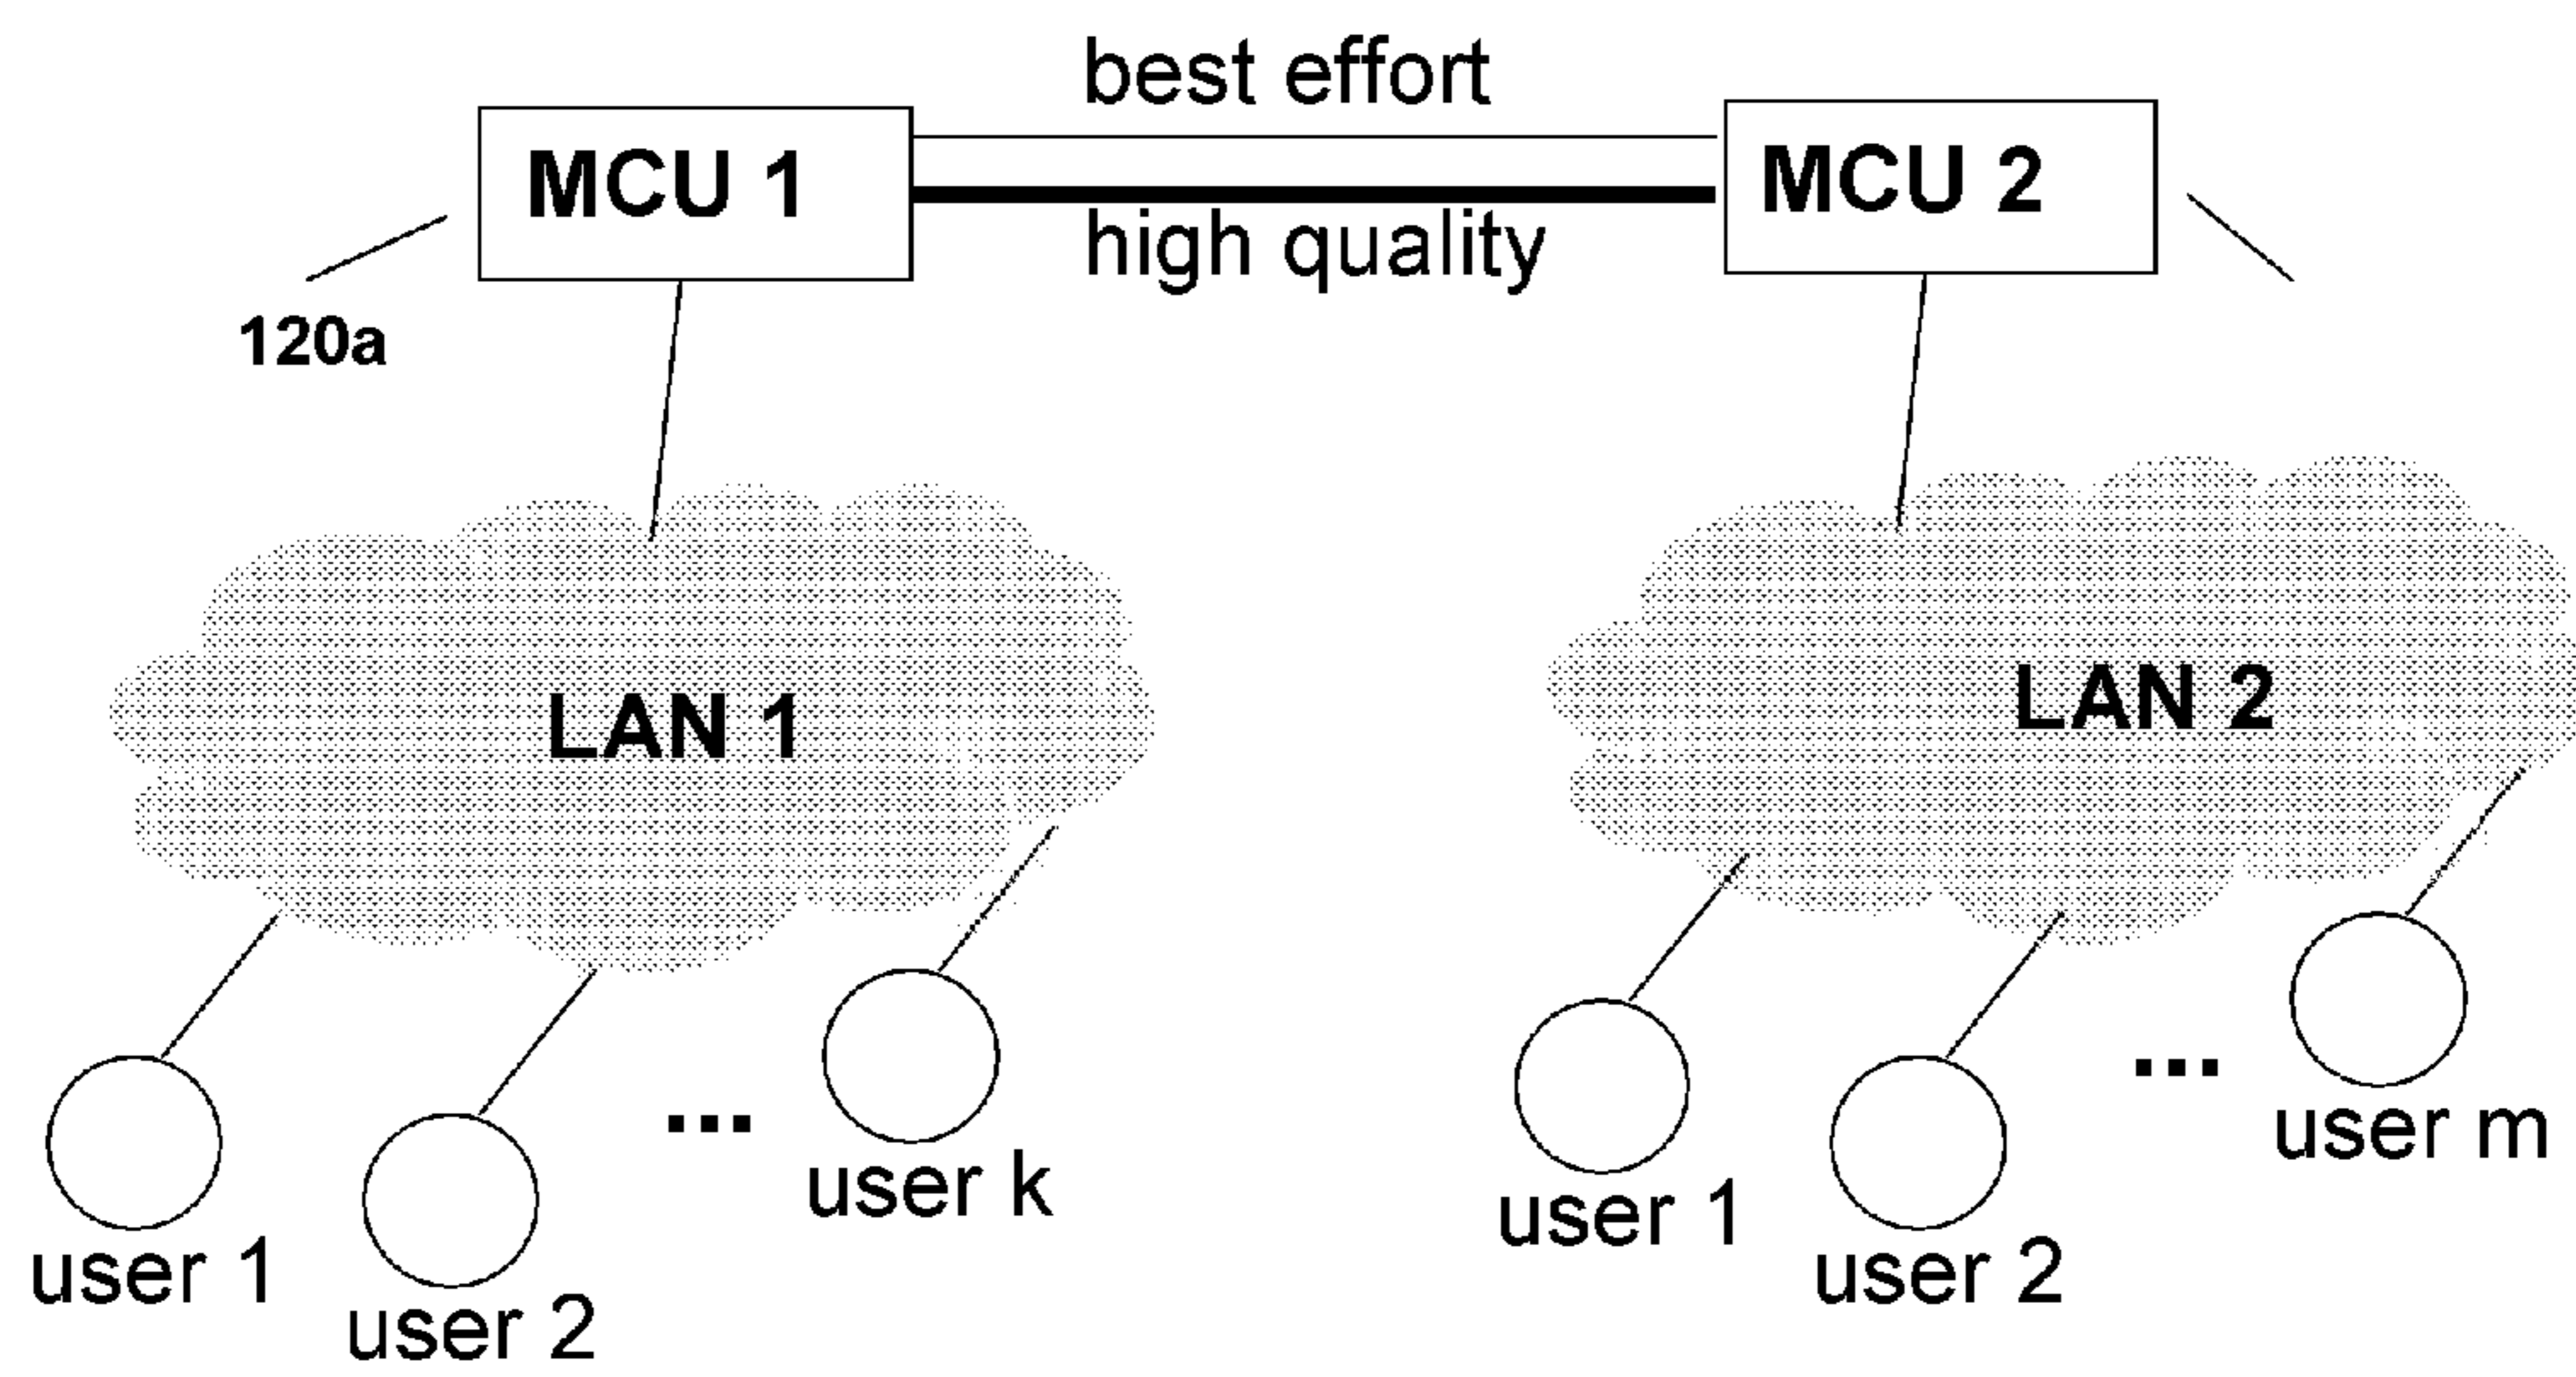 best effort
MCU 1
MCU 2
high quality
120a
LAN 1
LAN 2
...
...
user k
user m
user 1
user 2
user 1
user 2